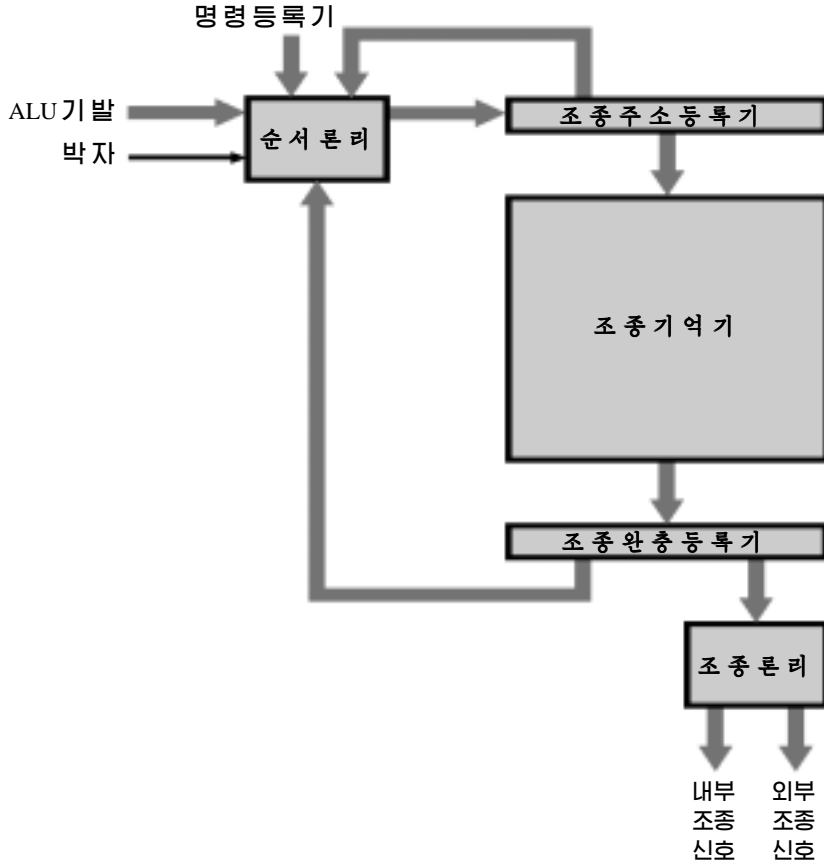 명령등록기
ALU기발
박자
순서론리
조종주소등록기
조종기억기
조종완충등록기
조종론리
내부
조종
신호
외부
조종
신호